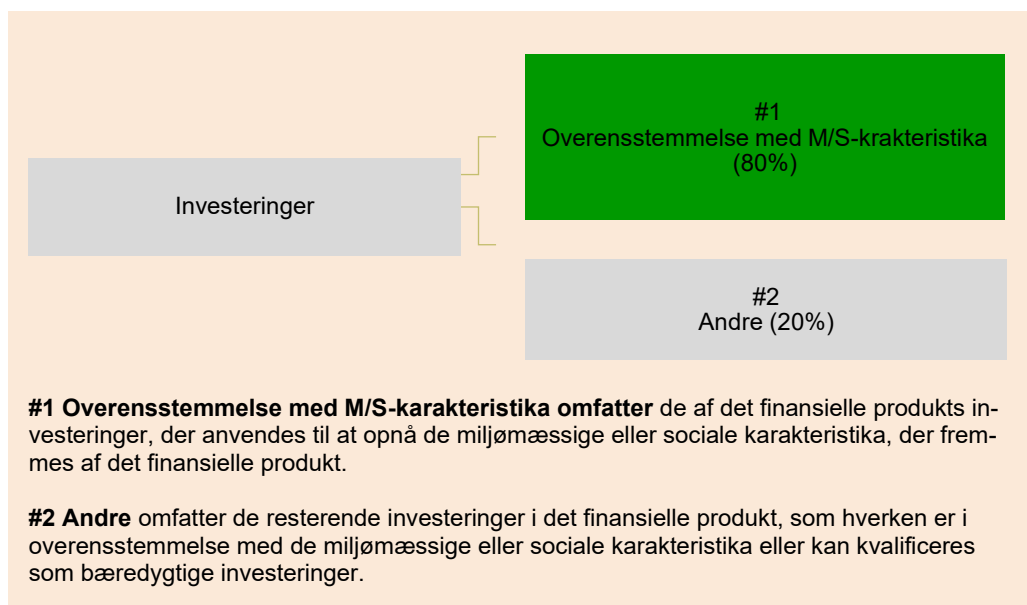 #1
Overensstemmelse med M/S-krakteristika
(80%)
Investeringer
#2
Andre (20%)
#1 Overensstemmelse med M/S-karakteristika omfatter de af det finansielle produkts in-
vesteringer, der anvendes til at opnå de miljømæssige eller sociale karakteristika, der frem-
mes af det finansielle produkt.
#2 Andre omfatter de resterende investeringer i det finansielle produkt, som hverken er i
overensstemmelse med de miljømæssige eller sociale karakteristika eller kan kvalificeres
som bæredygtige investeringer.